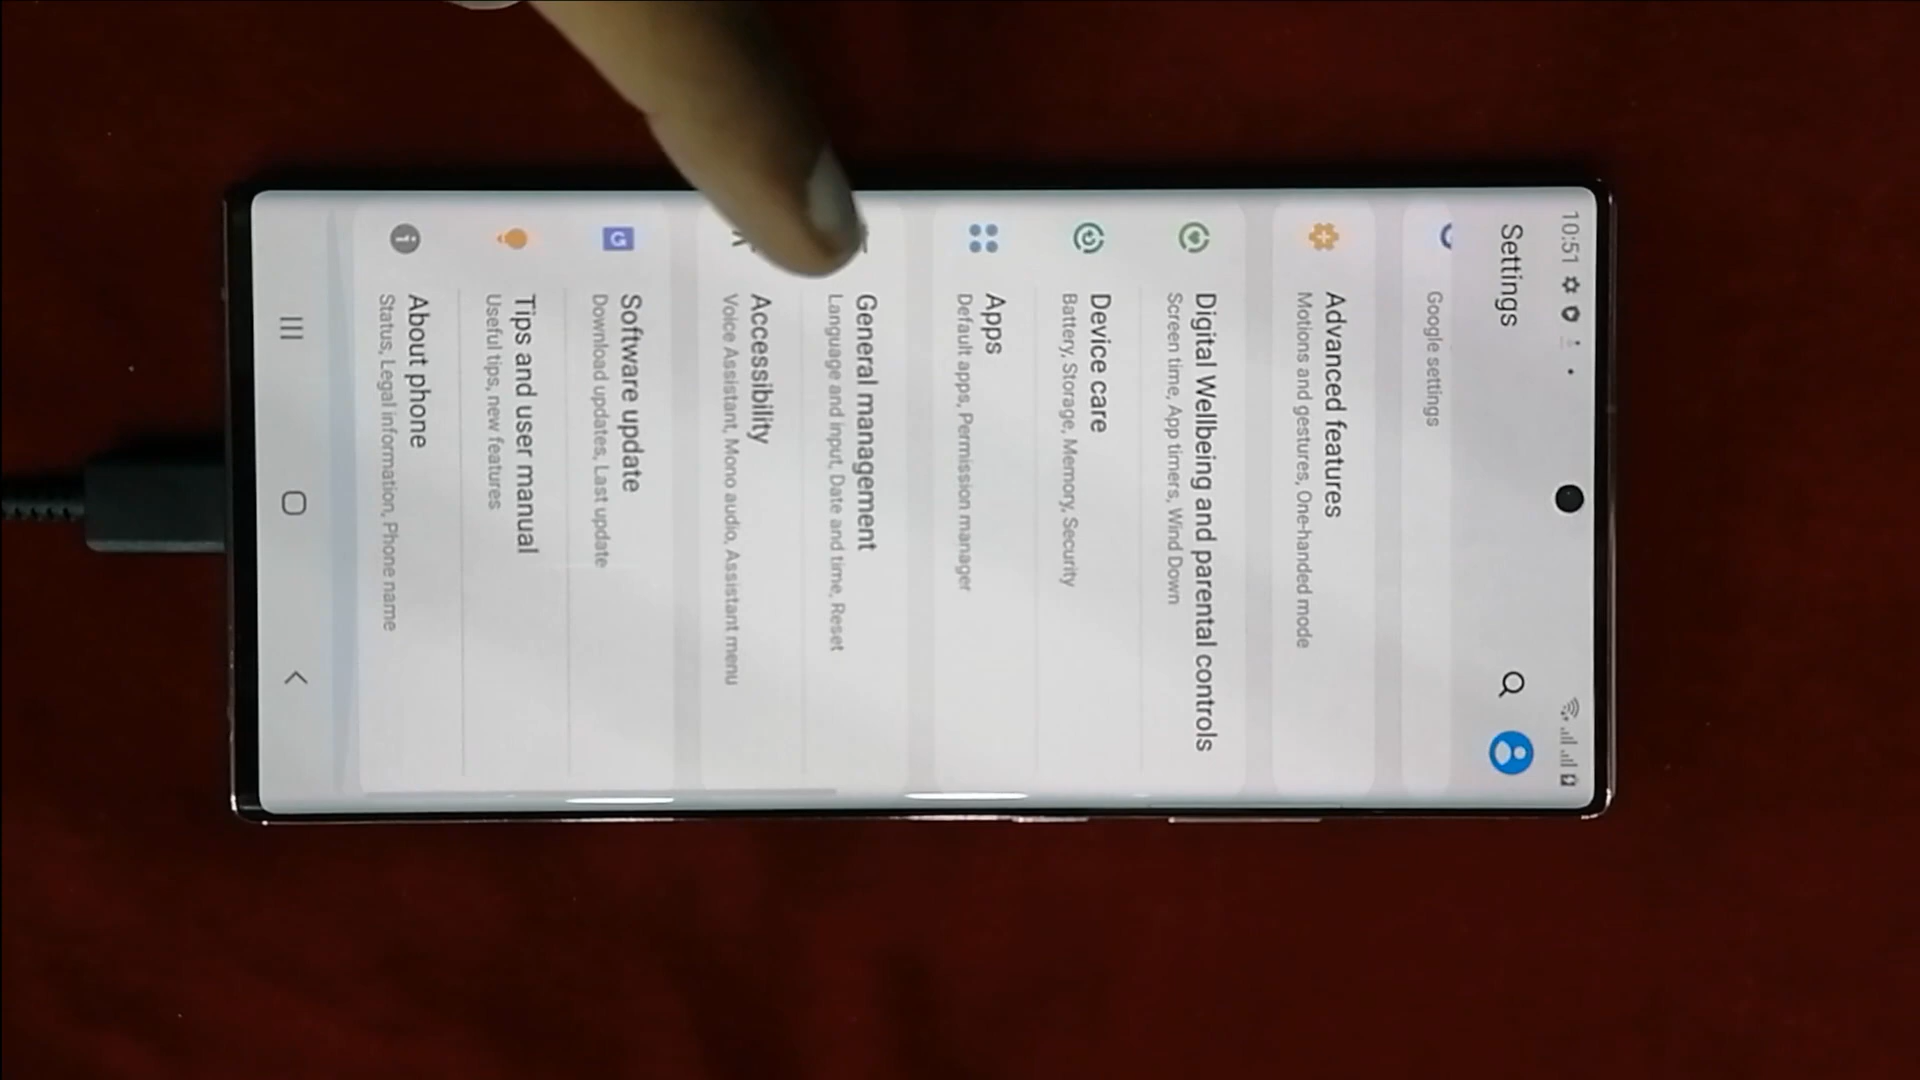 10:51
Settings
Google settings
Advanced features
Motions and gestures, One-handed mode
Digital Wellbeing and parental controls
Screen time, App timers, Wind Down
Device care
Battery, Storage, Memory, Security
Apps
Default apps, Permission manager
General management
Language and input, Date and time, Reset
Accessibility
Voice Assistant, Mono audio, Assistant menu
Software update
Download updates, Last update
Tips and user manual
Useful tips, new features
About phone
Status, Legal information, Phone name